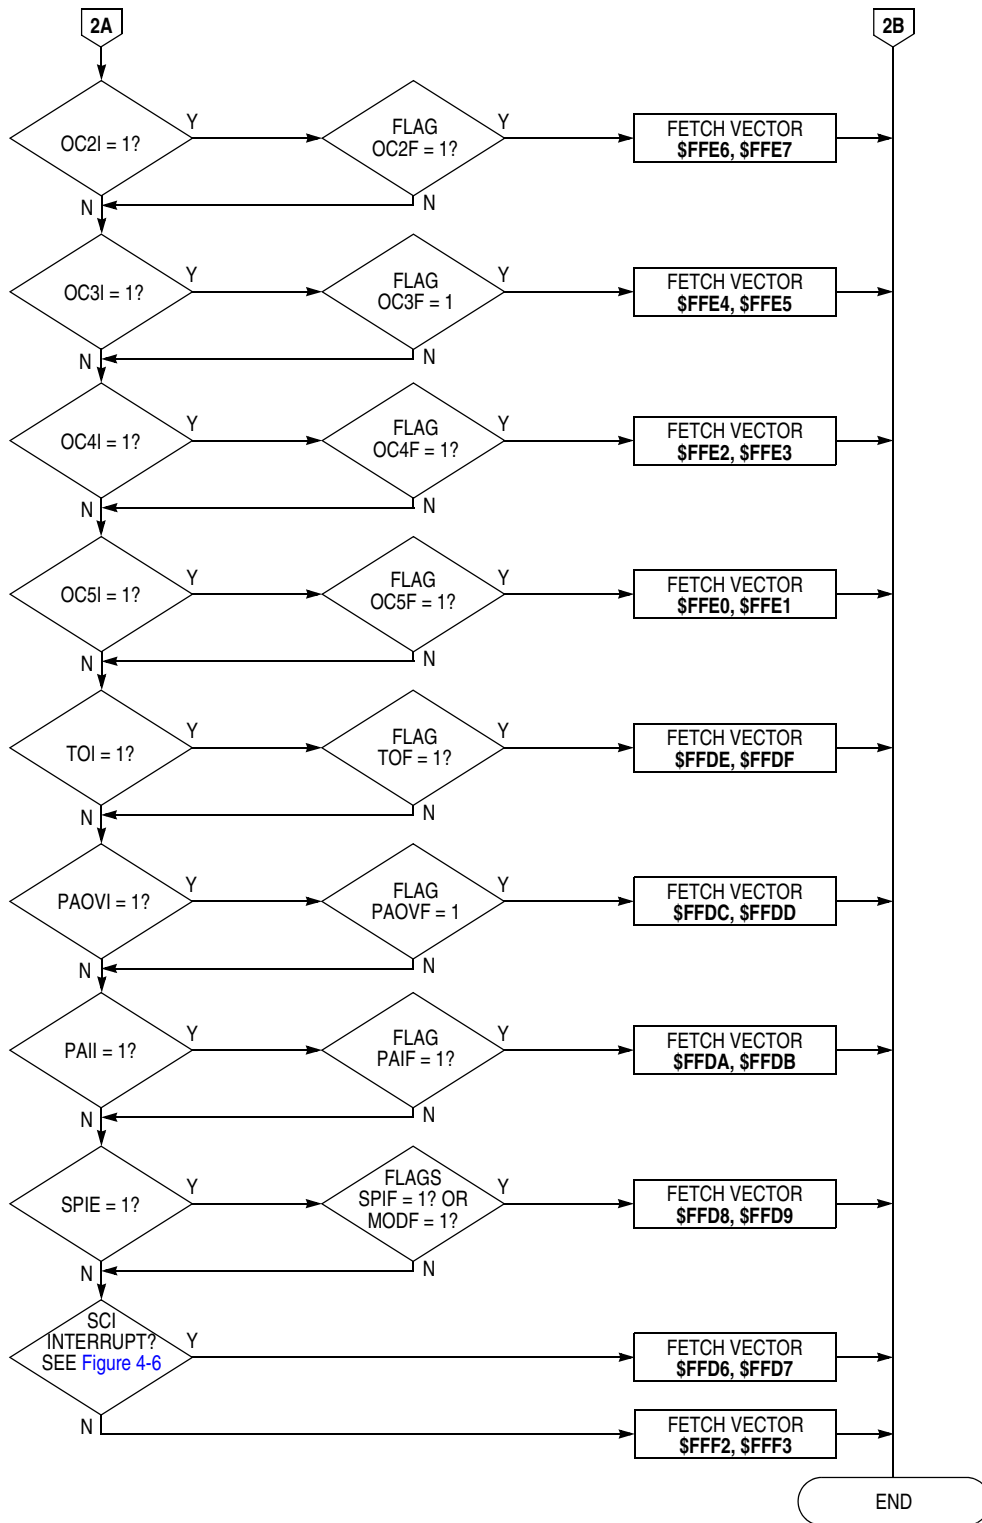 2A
2B
OC2I = 1?
Y
FLAG
OC2F = 1?
Y
FETCH VECTOR
$FFE6, $FFE7
N
N
OC3I = 1?
Y
FLAG
OC3F = 1
Y
FETCH VECTOR
$FFE4, $FFE5
N
N
OC4I = 1?
Y
FLAG
OC4F = 1?
Y
FETCH VECTOR
$FFE2, $FFE3
N
N
OC5I = 1?
Y
FLAG
OC5F = 1?
Y
FETCH VECTOR
$FFE0, $FFE1
N
N
TOI = 1?
Y
FLAG
TOF = 1?
Y
FETCH VECTOR
$FFDE, $FFDF
N
N
PAOVI = 1?
Y
FLAG
PAOVF = 1
Y
FETCH VECTOR
$FFDC, $FFDD
N
N
PAII = 1?
Y
FLAG
PAIF = 1?
Y
FETCH VECTOR
$FFDA, $FFDB
N
N
SPIE = 1?
Y
FLAGS
SPIF = 1? OR
MODF = 1?
Y
FETCH VECTOR
$FFD8, $FFD9
N
N
SCI
INTERRUPT?
SEE Figure 4-6
Y
FETCH VECTOR
$FFD6, $FFD7
N
FETCH VECTOR
$FFF2, $FFF3
END